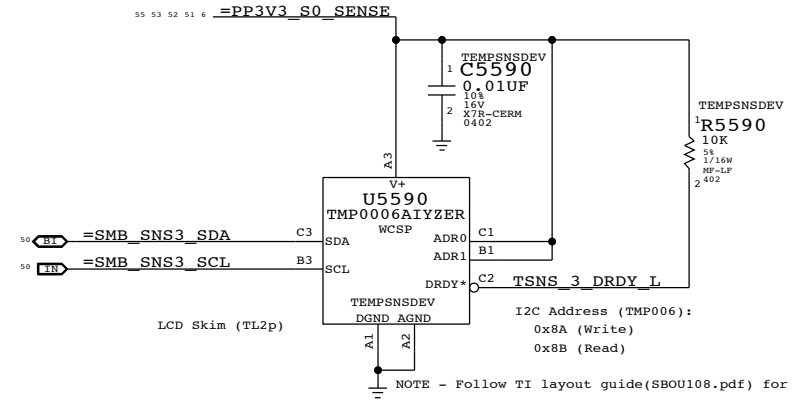 55 53 52 51 6 =PP3V3_S0_SENSE
TEMPSNSDEV
1 C5590
0.01UF
10%
16V
2 X7R-CERM
0402
TEMPSNSDEV
1 R5590
10K
5%
1/16W
MF-LF
2 402
A3
V+
U5590
TMP0006AIYZER
WCSP
50 BI =SMB_SNS3_SDA C3 SDA
ADR0 C1
ADR1 B1
50 IN =SMB_SNS3_SCL B3 SCL
DRDY* C2 TSNS_3_DRDY_L
TEMPSNSDEV
DGND AGND
A1 A2
LCD Skim (TL2p)
I2C Address (TMP006):
0x8A (Write)
0x8B (Read)
NOTE - Follow TI layout guide(SBOU108.pdf) for